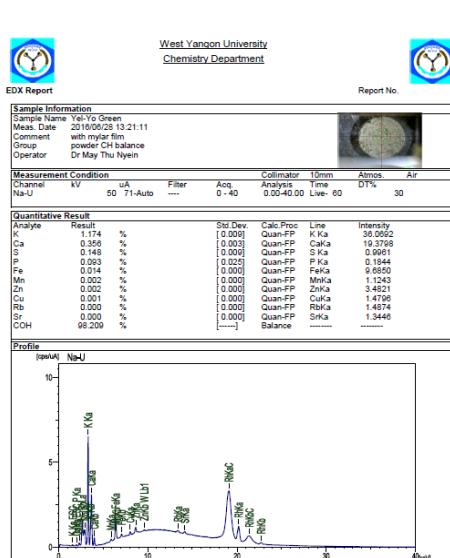 West Yangon University
Chemistry Department
EDX Report Report No.
Sample Information
Sample Name Yel-Yo Green
Meas. Date 2016/06/28 13:21:11
Comment with mylar film
Group powder CH balance
Operator Dr May Thu Nyein
Measurement Condition Collimator 10mm Atmos. Air
Channel kV uA Filter Acq. Analysis Time DT%
Na-U 50 71-Auto ---- 0 - 40 0.00-40.00 Live- 60 30
Quantitative Result
Analyte Result Std.Dev. Calc.Proc Line Intensity
K 1.174 % [ 0.009] Quan-FP K Ka 36.0692
Ca 0.356 % [ 0.003] Quan-FP CaKa 19.3798
S 0.148 % [ 0.009] Quan-FP S Ka 0.9961
P 0.093 % [ 0.025] Quan-FP P Ka 0.1844
Fe 0.014 % [ 0.000] Quan-FP FeKa 9.6850
Mn 0.002 % [ 0.000] Quan-FP MnKa 1.1243
Zn 0.002 % [ 0.000] Quan-FP ZnKa 3.4821
Cu 0.001 % [ 0.000] Quan-FP CuKa 1.4796
Rb 0.000 % [ 0.000] Quan-FP RbKa 1.4874
Sr 0.000 % [ 0.000] Quan-FP SrKa 1.3446
COH 98.209 % [------] Balance -------- --------
Profile
[cps/uA] Na-U
10
K Ka
5
CaKa
RhKaC
RbKa
SrKa
RhKa
RhKbC
RhKb
0
0 10 20 30 40